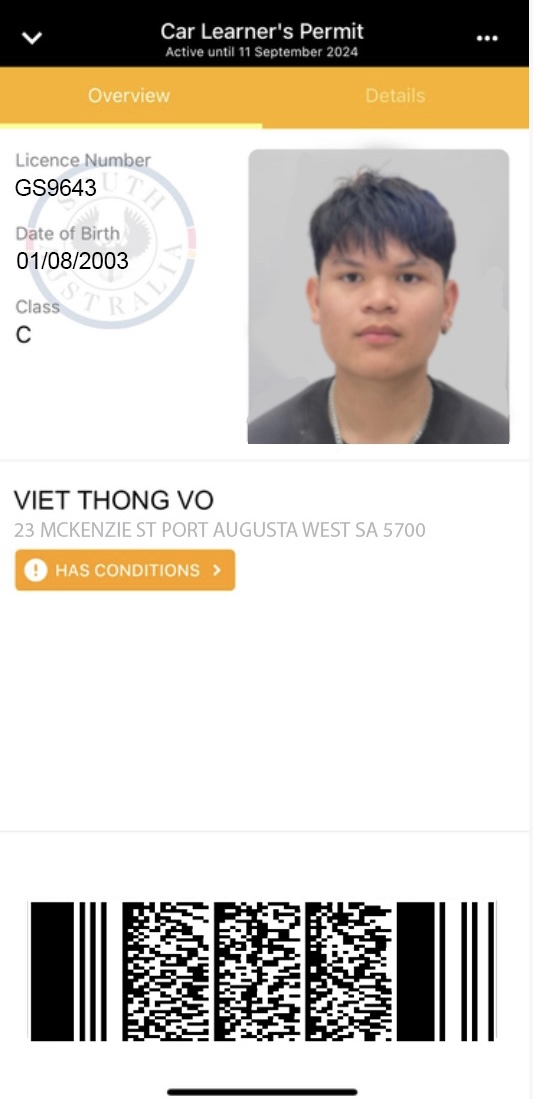 Car Learner's Permit
Active until 11 September 2024
Overview
Details
Licence Number
GS9643
Date of Birth
01/08/2003
Class
C
SOUTH AUSTRALIA
VIET THONG VO
23 MCKENZIE ST PORT AUGUSTA WEST SA 5700
HAS CONDITIONS